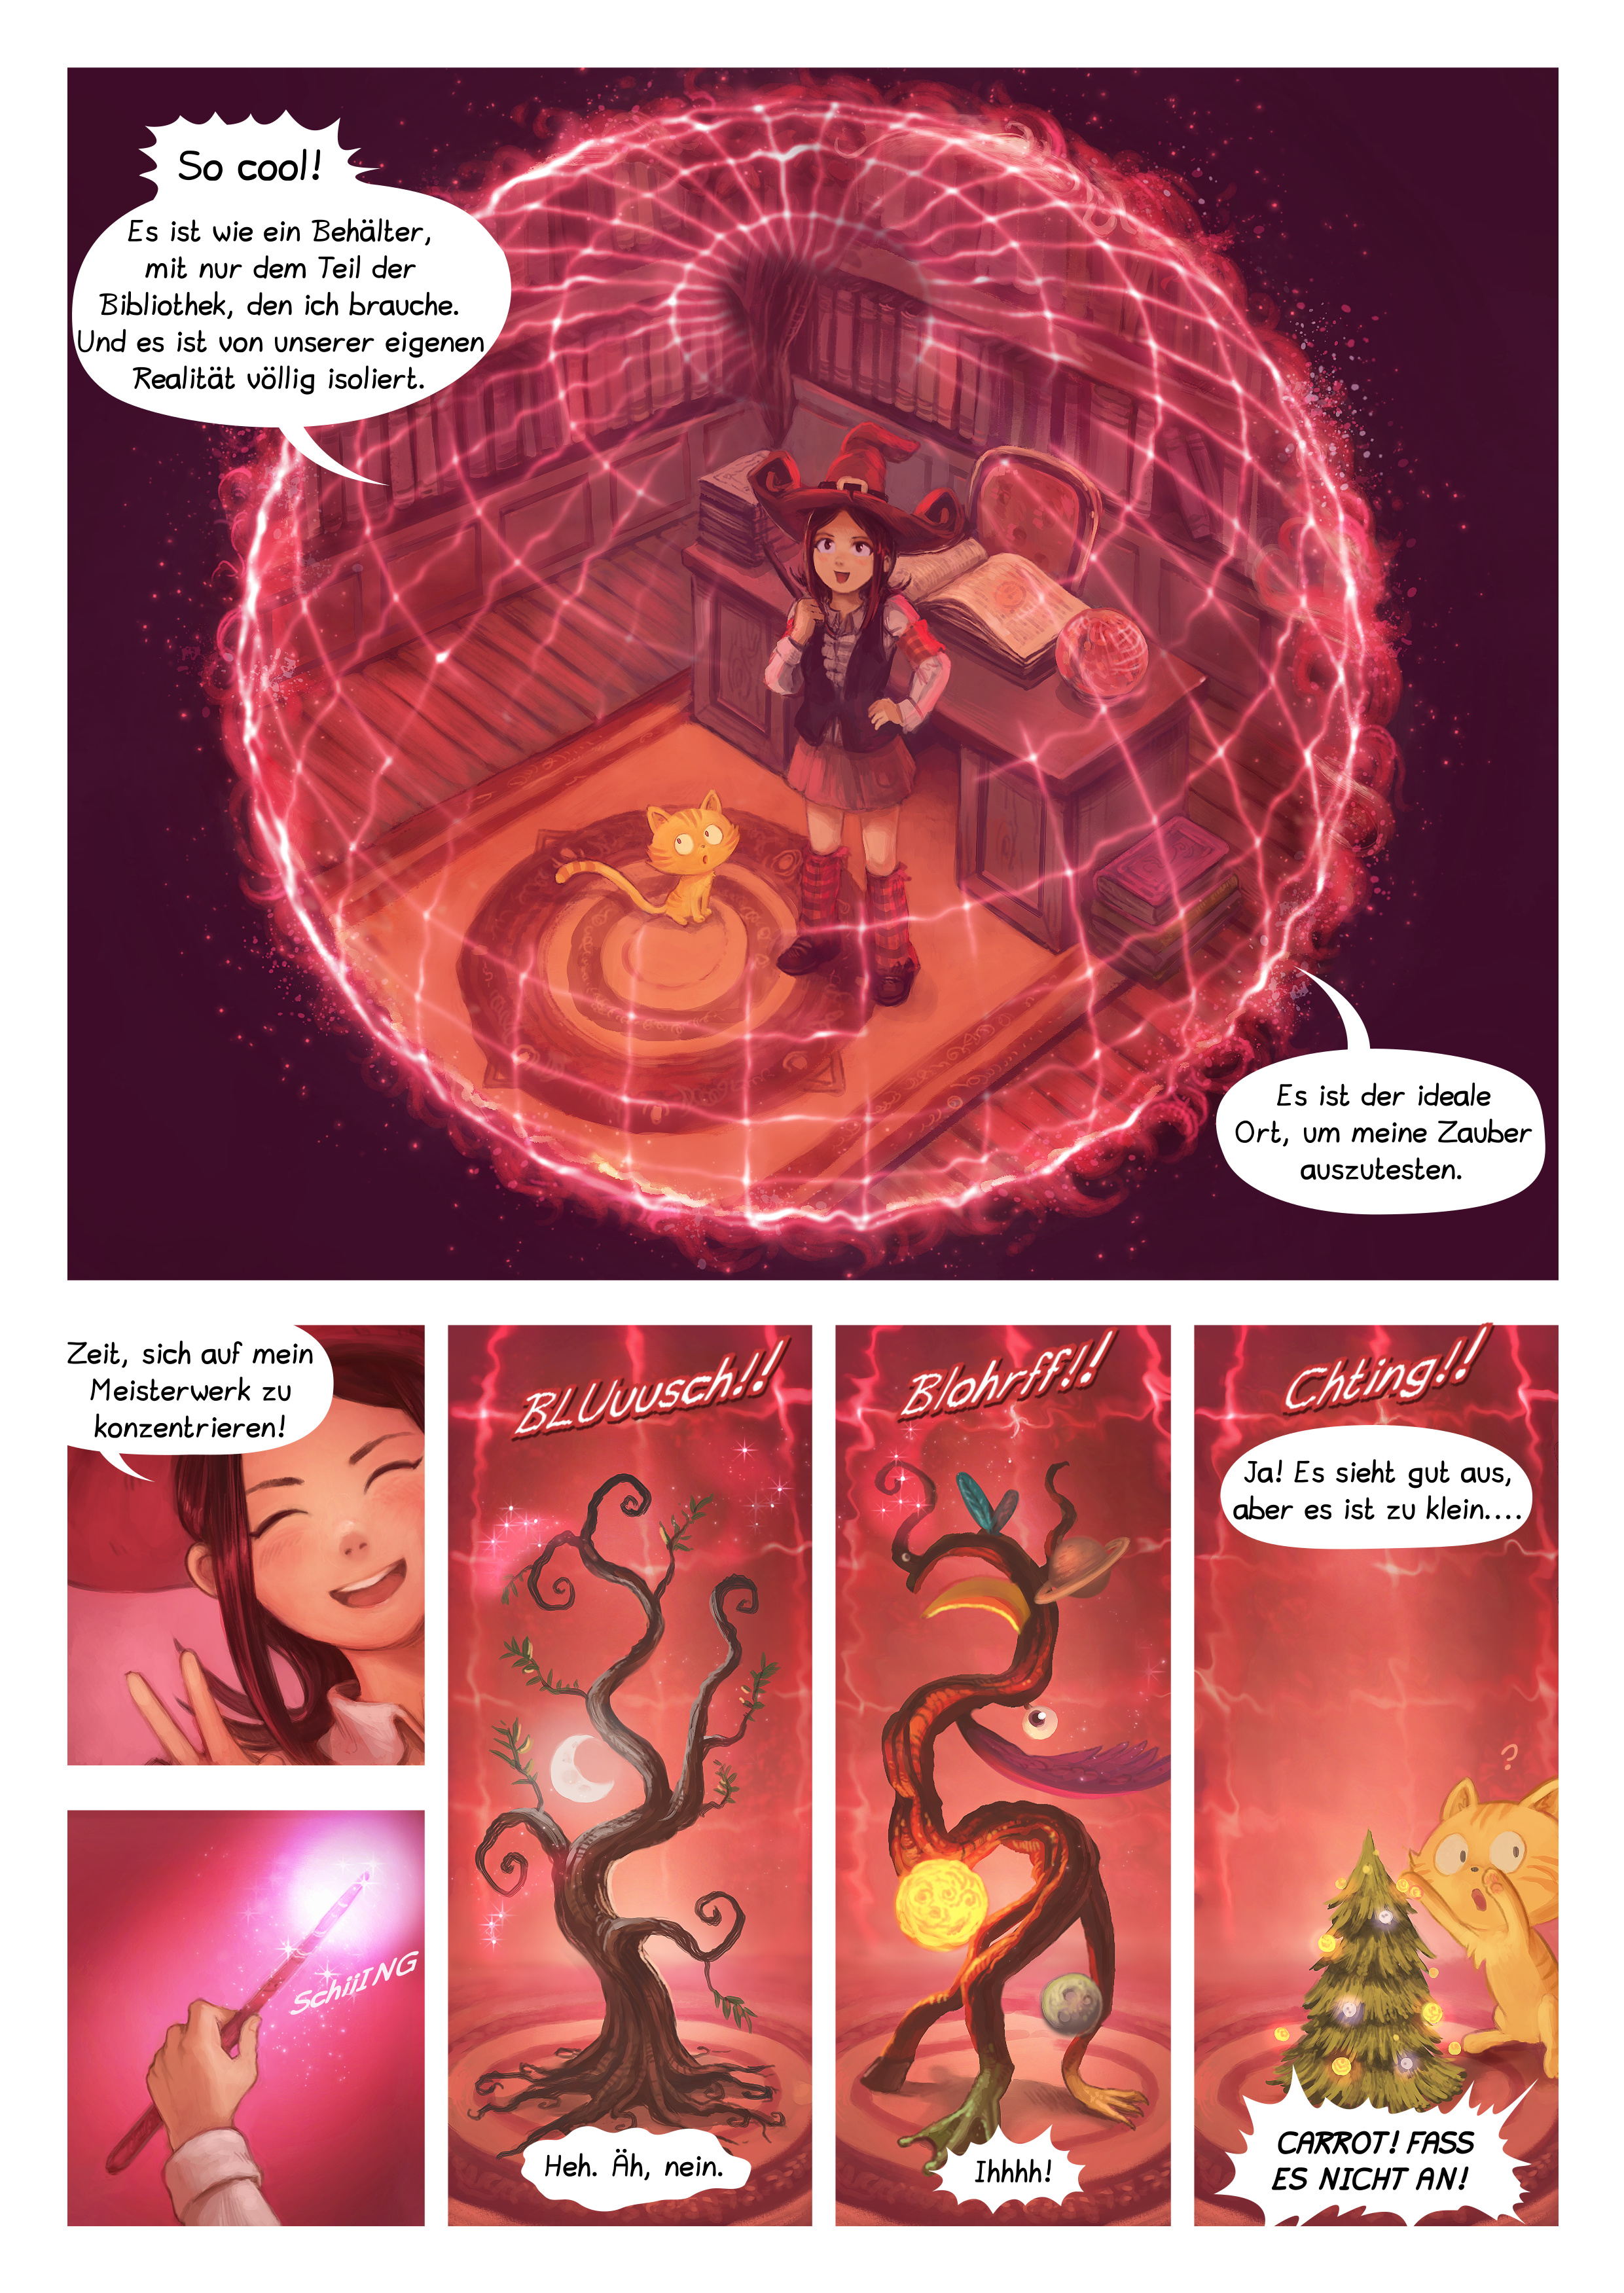 So cool!
Es ist wie ein Behälter,
mit nur dem Teil der
Bibliothek, den ich brauche.
Und es ist von unserer eigenen
Realität völlig isoliert.
Es ist der ideale
Ort, um meine Zauber
auszutesten.
Zeit, sich auf mein
Meisterwerk zu
konzentrieren!
SchiiING
BLUuusch!!
Heh. Äh, nein.
Blohrff!!
Ihhhh!
Chting!!
Ja! Es sieht gut aus,
aber es ist zu klein....
?
CARROT! FASS
ES NICHT AN!